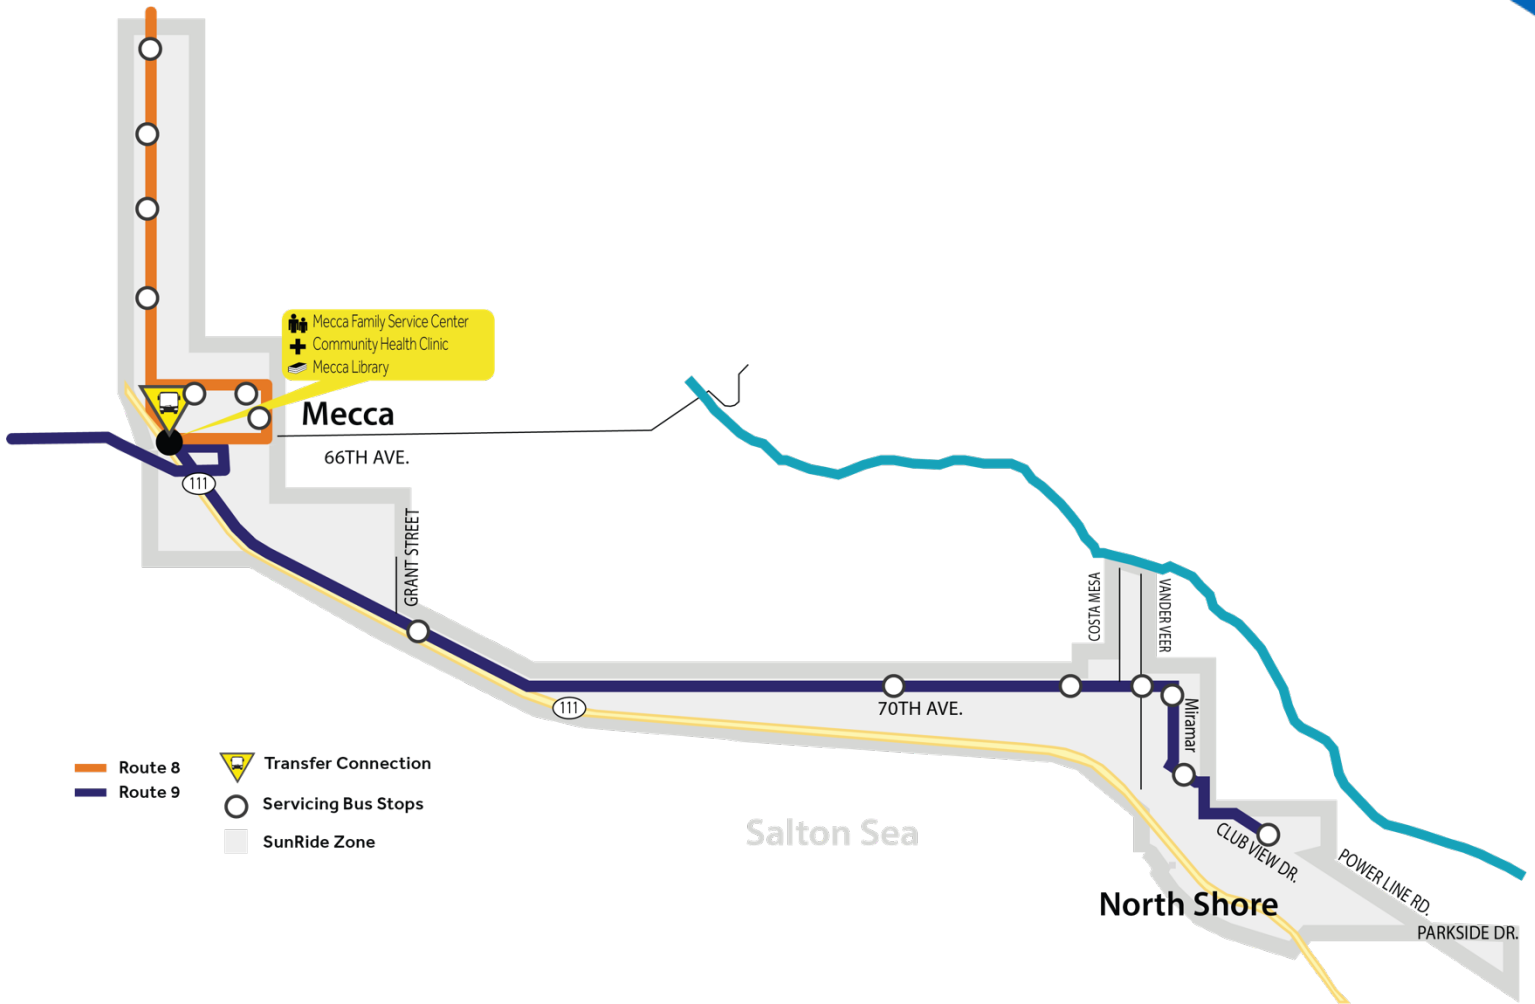 Mecca Family Service Center
Community Health Clinic
Mecca Library
Mecca
66TH AVE.
111
GRANT STREET
COSTA MESA
VANDER VEER
111
70TH AVE.
Miramar
Route 8
Route 9
Transfer Connection
Servicing Bus Stops
SunRide Zone
Salton Sea
CLUB VIEW DR.
POWER LINE RD.
North Shore
PARKSIDE DR.